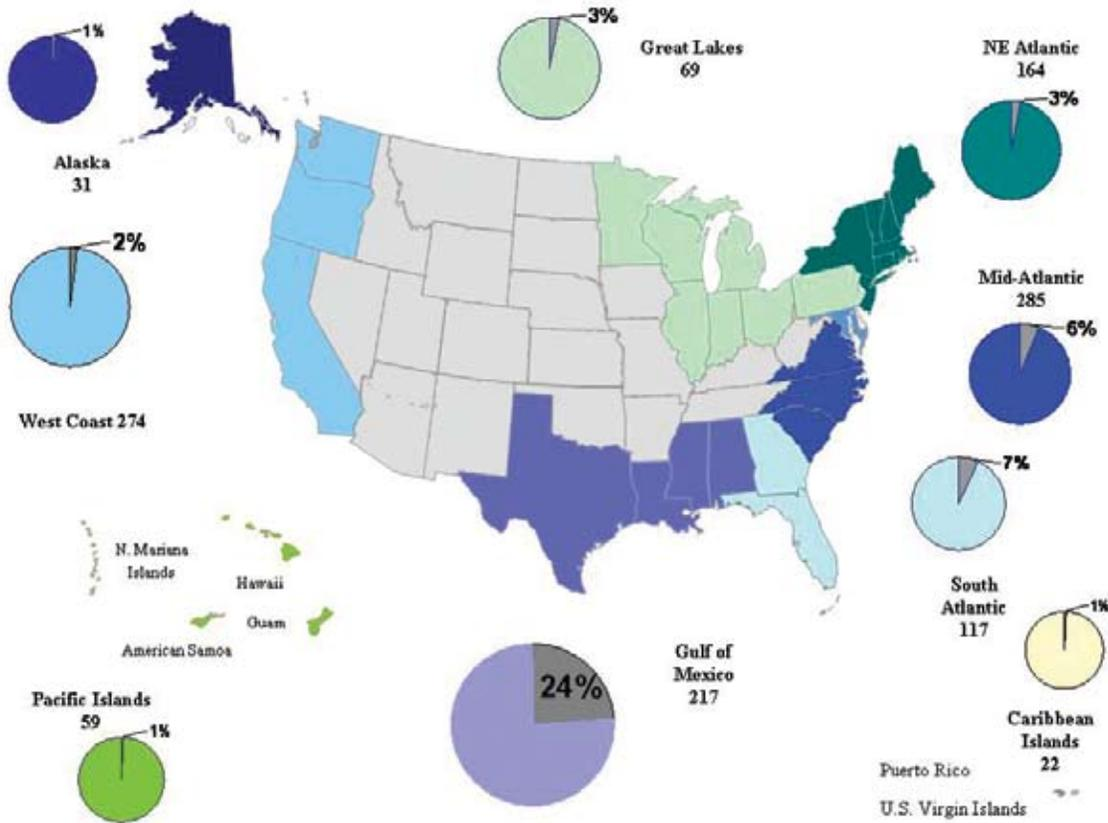 1%
Alaska
31
3%
Great Lakes
69
NE Atlantic
164
3%
2%
West Coast 274
Mid-Atlantic
285
6%
7%
South
Atlantic
117
N. Mariana
Islands
Hawaii
Guam
American Samoa
Pacific Islands
59
1%
24%
Gulf of
Mexico
217
1%
Caribbean
Islands
22
Puerto Rico
U.S. Virgin Islands